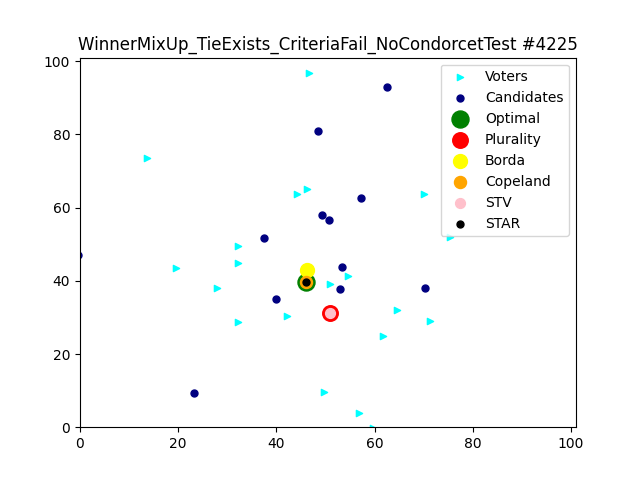 WinnerMixUp_TieExists_CriteriaFail_NoCondorcetTest #4225
100
80
60
40
20
0
0
20
40
60
80
100
Voters
Candidates
Optimal
Plurality
Borda
Copeland
STV
STAR